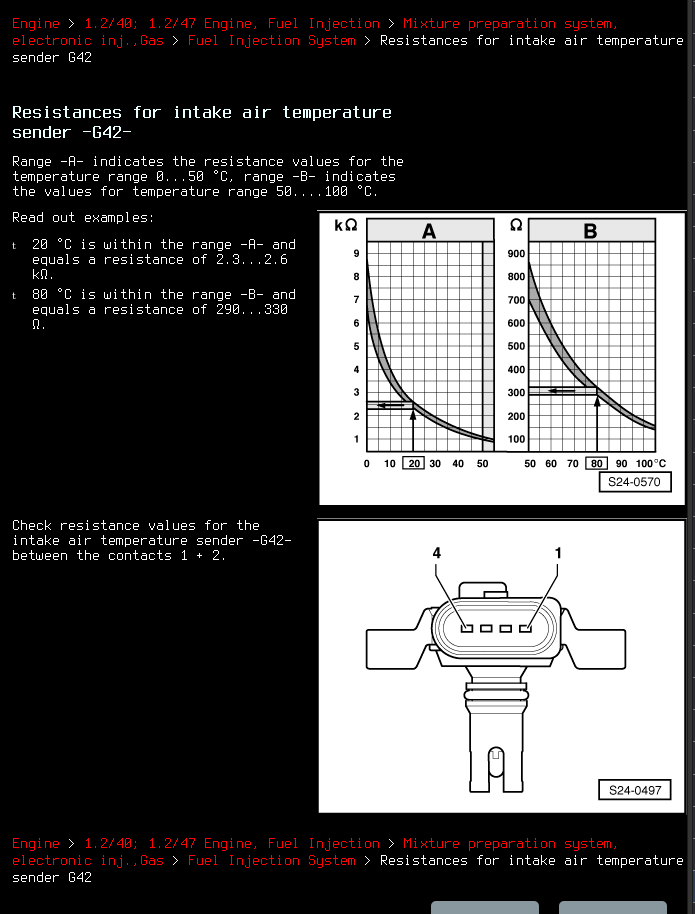 Engine > 1.2/40; 1.2/47 Engine, Fuel Injection > Mixture preparation system,
electronic inj.,Gas > Fuel Injection System > Resistances for intake air temperature
sender G42
Resistances for intake air temperature
sender -G42-
Range -A- indicates the resistance values for the
temperature range 0...50 °C, range -B- indicates
the values for temperature range 50....100 °C.
Read out examples:
t 20 °C is within the range -A- and
equals a resistance of 2.3...2.6
kΩ.
t 80 °C is within the range -B- and
equals a resistance of 290...330
Ω.
kΩ A Ω B
9 900
8 800
7 700
6 600
5 500
4 400
3 300
2 200
1 100
0 10 20 30 40 50 50 60 70 80 90 100°C
S24-0570
Check resistance values for the
intake air temperature sender -G42-
between the contacts 1 + 2.
4 1
S24-0497
Engine > 1.2/40; 1.2/47 Engine, Fuel Injection > Mixture preparation system,
electronic inj.,Gas > Fuel Injection System > Resistances for intake air temperature
sender G42